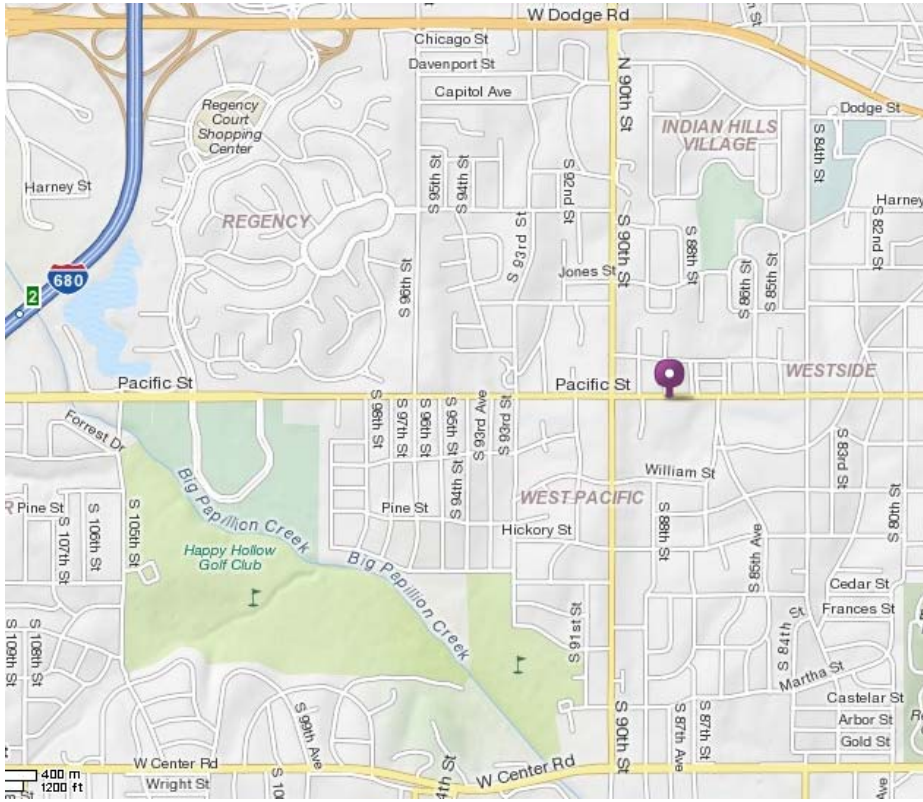 W Dodge Rd
Chicago St
Davenport St
Capitol Ave
N 90th St
Regency
Court
Shopping
Center
Dodge St
INDIAN HILLS
VILLAGE
S 84th St
Harney St
S 95th St
S 94th St
S 92nd St
Harney
REGENCY
S 93rd St
S 90th St
S 88th St
S 82nd St
680
2
S 96th St
Jones St
S 86th St
S 85th St
WESTSIDE
Pacific St
Pacific St
Forrest Dr
S 98th St
S 97th St
S 96th St
S 95th St
S 94th St
S 93rd Ave
S 93rd St
S 83rd St
William St
Big Papillion Creek
WEST PACIFIC
R
Pine St
S 107th St
S 106th St
S 105th St
Pine St
Hickory St
S 88th St
S 85th Ave
S 80th St
Happy Hollow
Golf Club
Big Papillion Creek
Cedar St
Frances St
S 91st St
S 84th St
S 109th St
S 108th St
Martha St
Castelar St
Arbor St
Gold St
S 99th Ave
S 90th St
S 87th Ave
S 87th St
W Center Rd
W Center Rd
Wright St
S 10
4th St
Ave
400 m
1200 ft